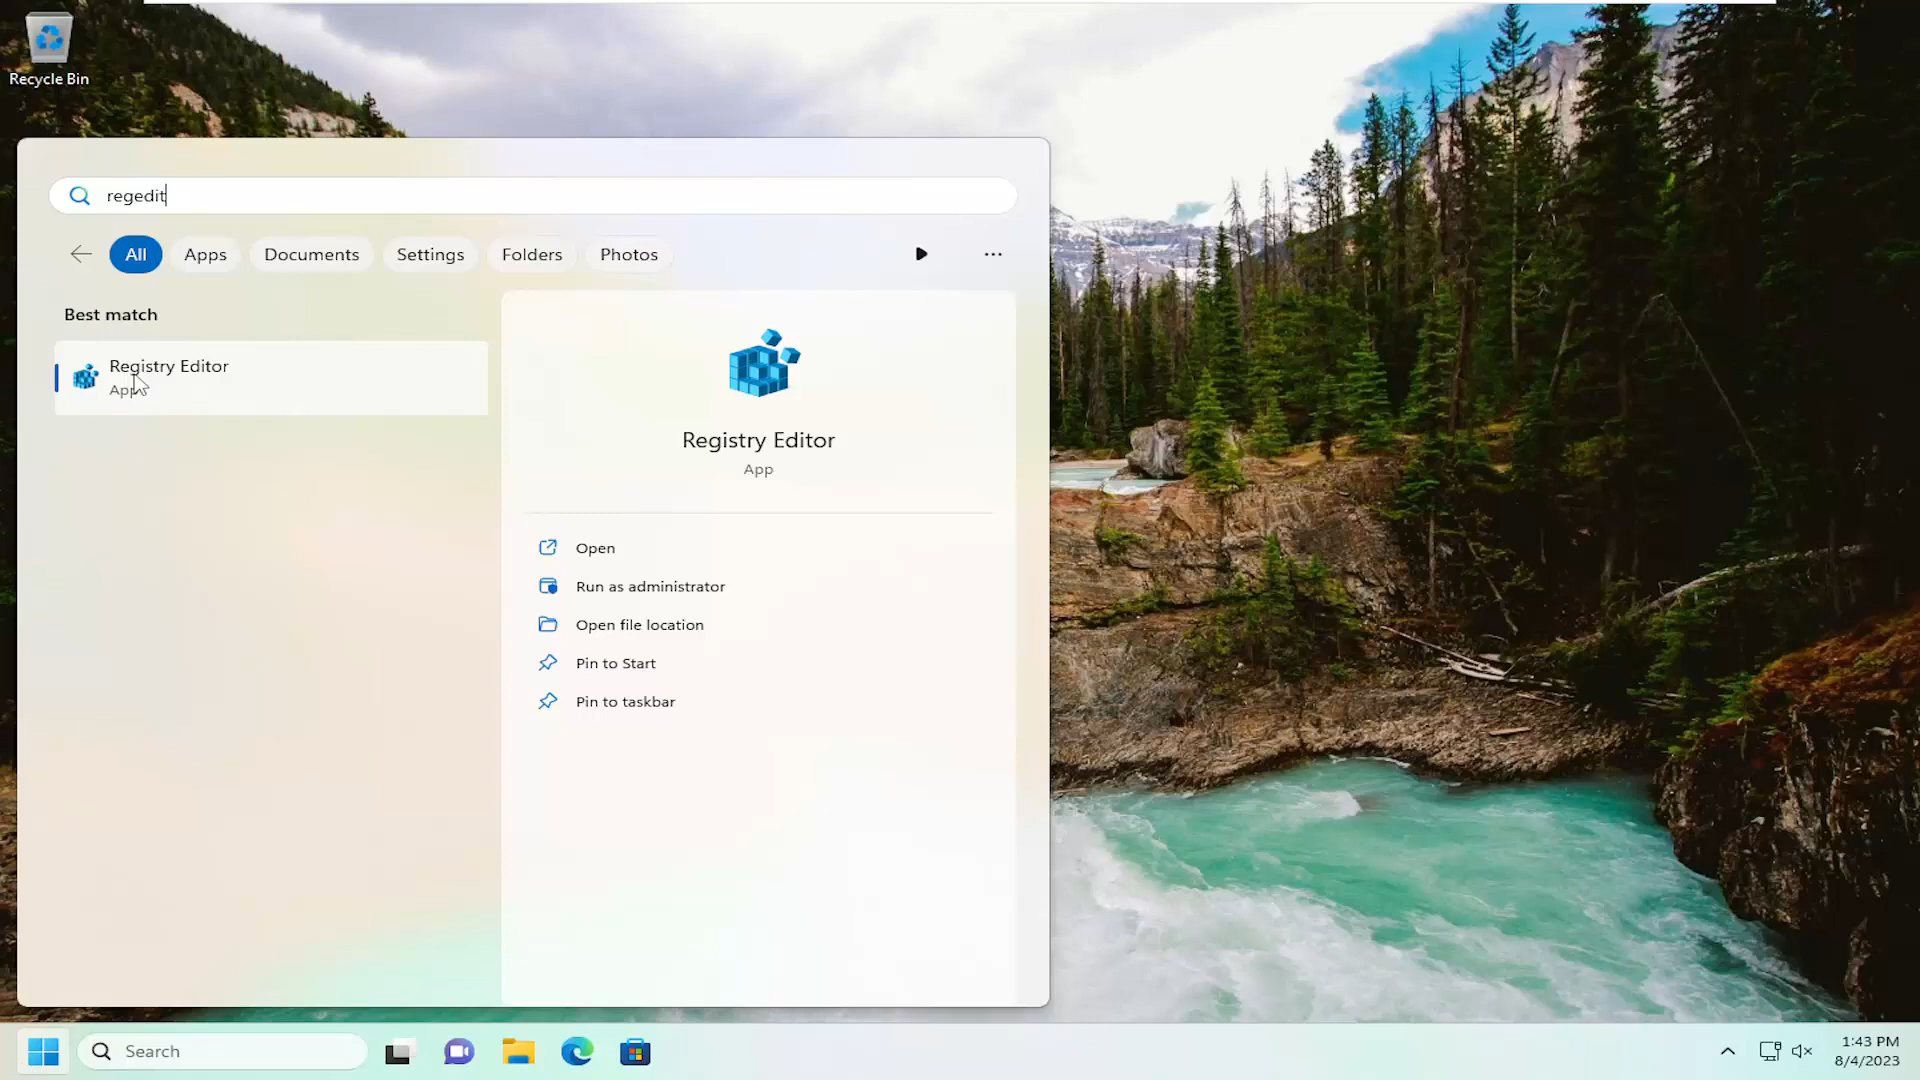 Recycle Bin
regedit
All
Apps
Documents
Settings
Folders
Photos
Best match
Registry Editor
App
Registry Editor
App
Open
Run as administrator
Open file location
Pin to Start
Pin to taskbar
Search
1:43 PM
8/4/2023